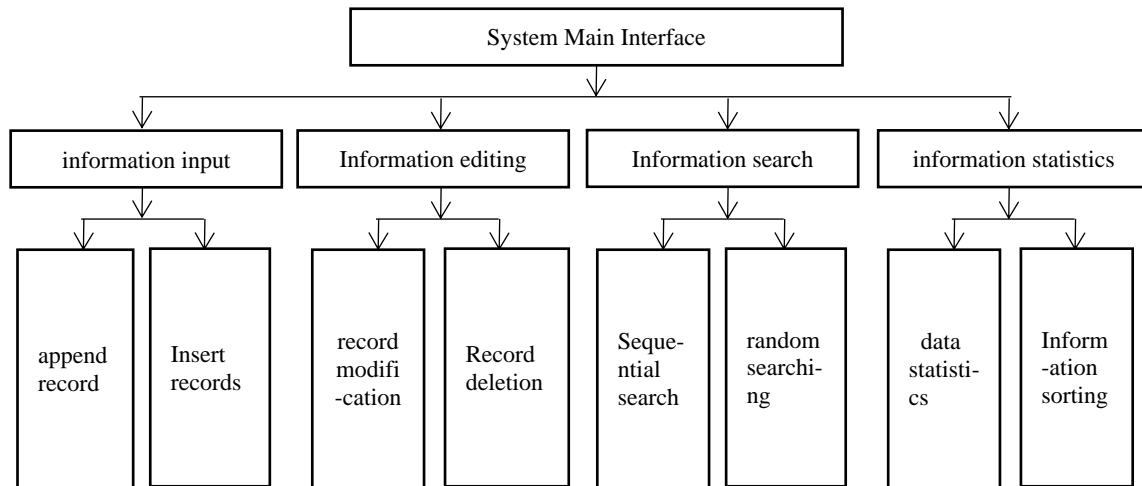 System Main Interface
information input
Information editing
Information search
information statistics
append
record
Insert
records
record
modifi-
-cation
Record
deletion
Seque-
ntial
search
random
searchi-
ng
data
statisti-
cs
Inform
-ation
sorting